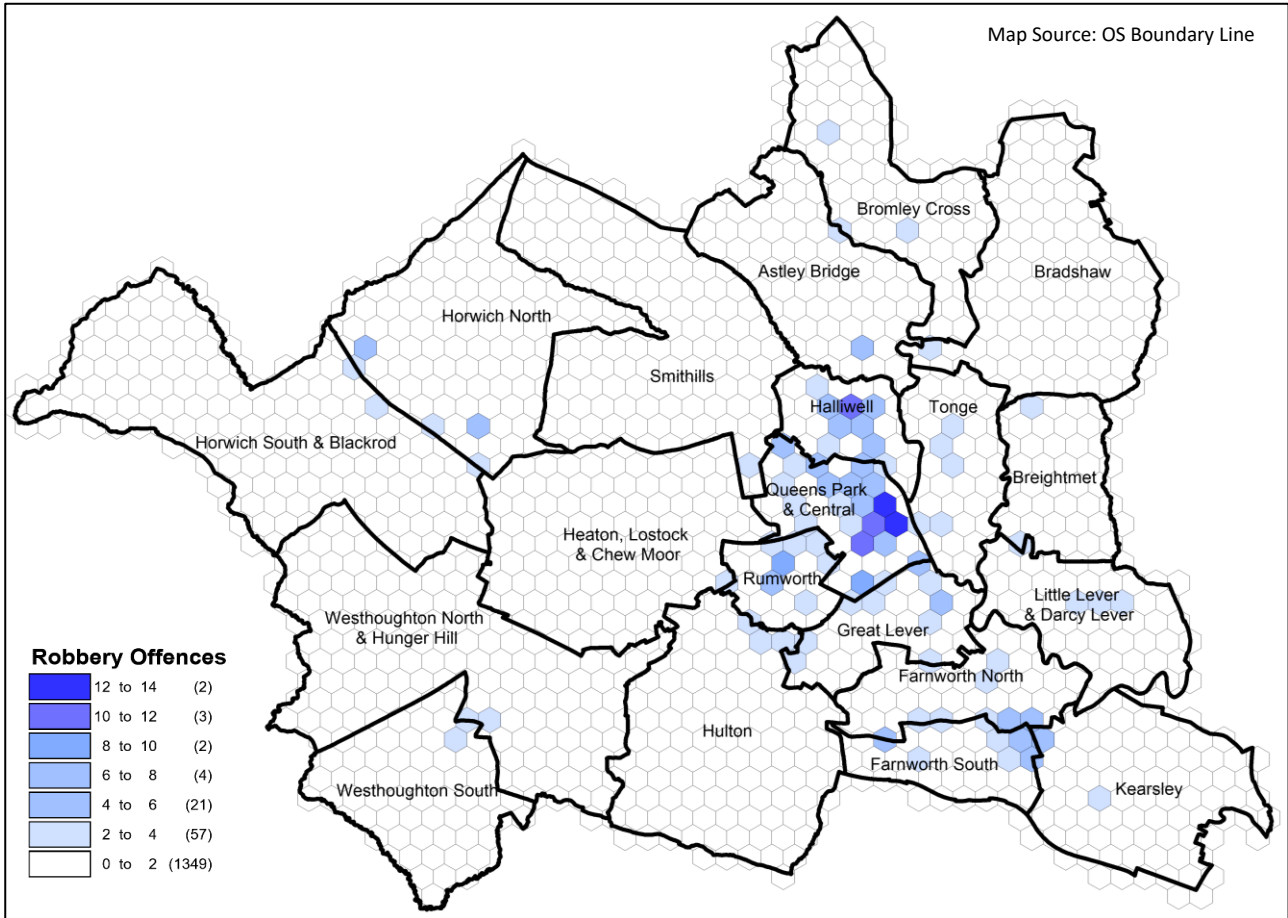 Map Source: OS Boundary Line
Bromley Cross
Astley Bridge
Bradshaw
Horwich North
Smithills
Halliwell
Tonge
Horwich South & Blackrod
Breightmet
Queens Park
& Central
Heaton, Lostock
& Chew Moor
Rumworth
Little Lever
& Darcy Lever
Westhoughton North
& Hunger Hill
Great Lever
Farnworth North
Hulton
Farnworth South
Kearsley
Westhoughton South
Robbery Offences
12 to 14 (2)
10 to 12 (3)
8 to 10 (2)
6 to 8 (4)
4 to 6 (21)
2 to 4 (57)
0 to 2 (1349)